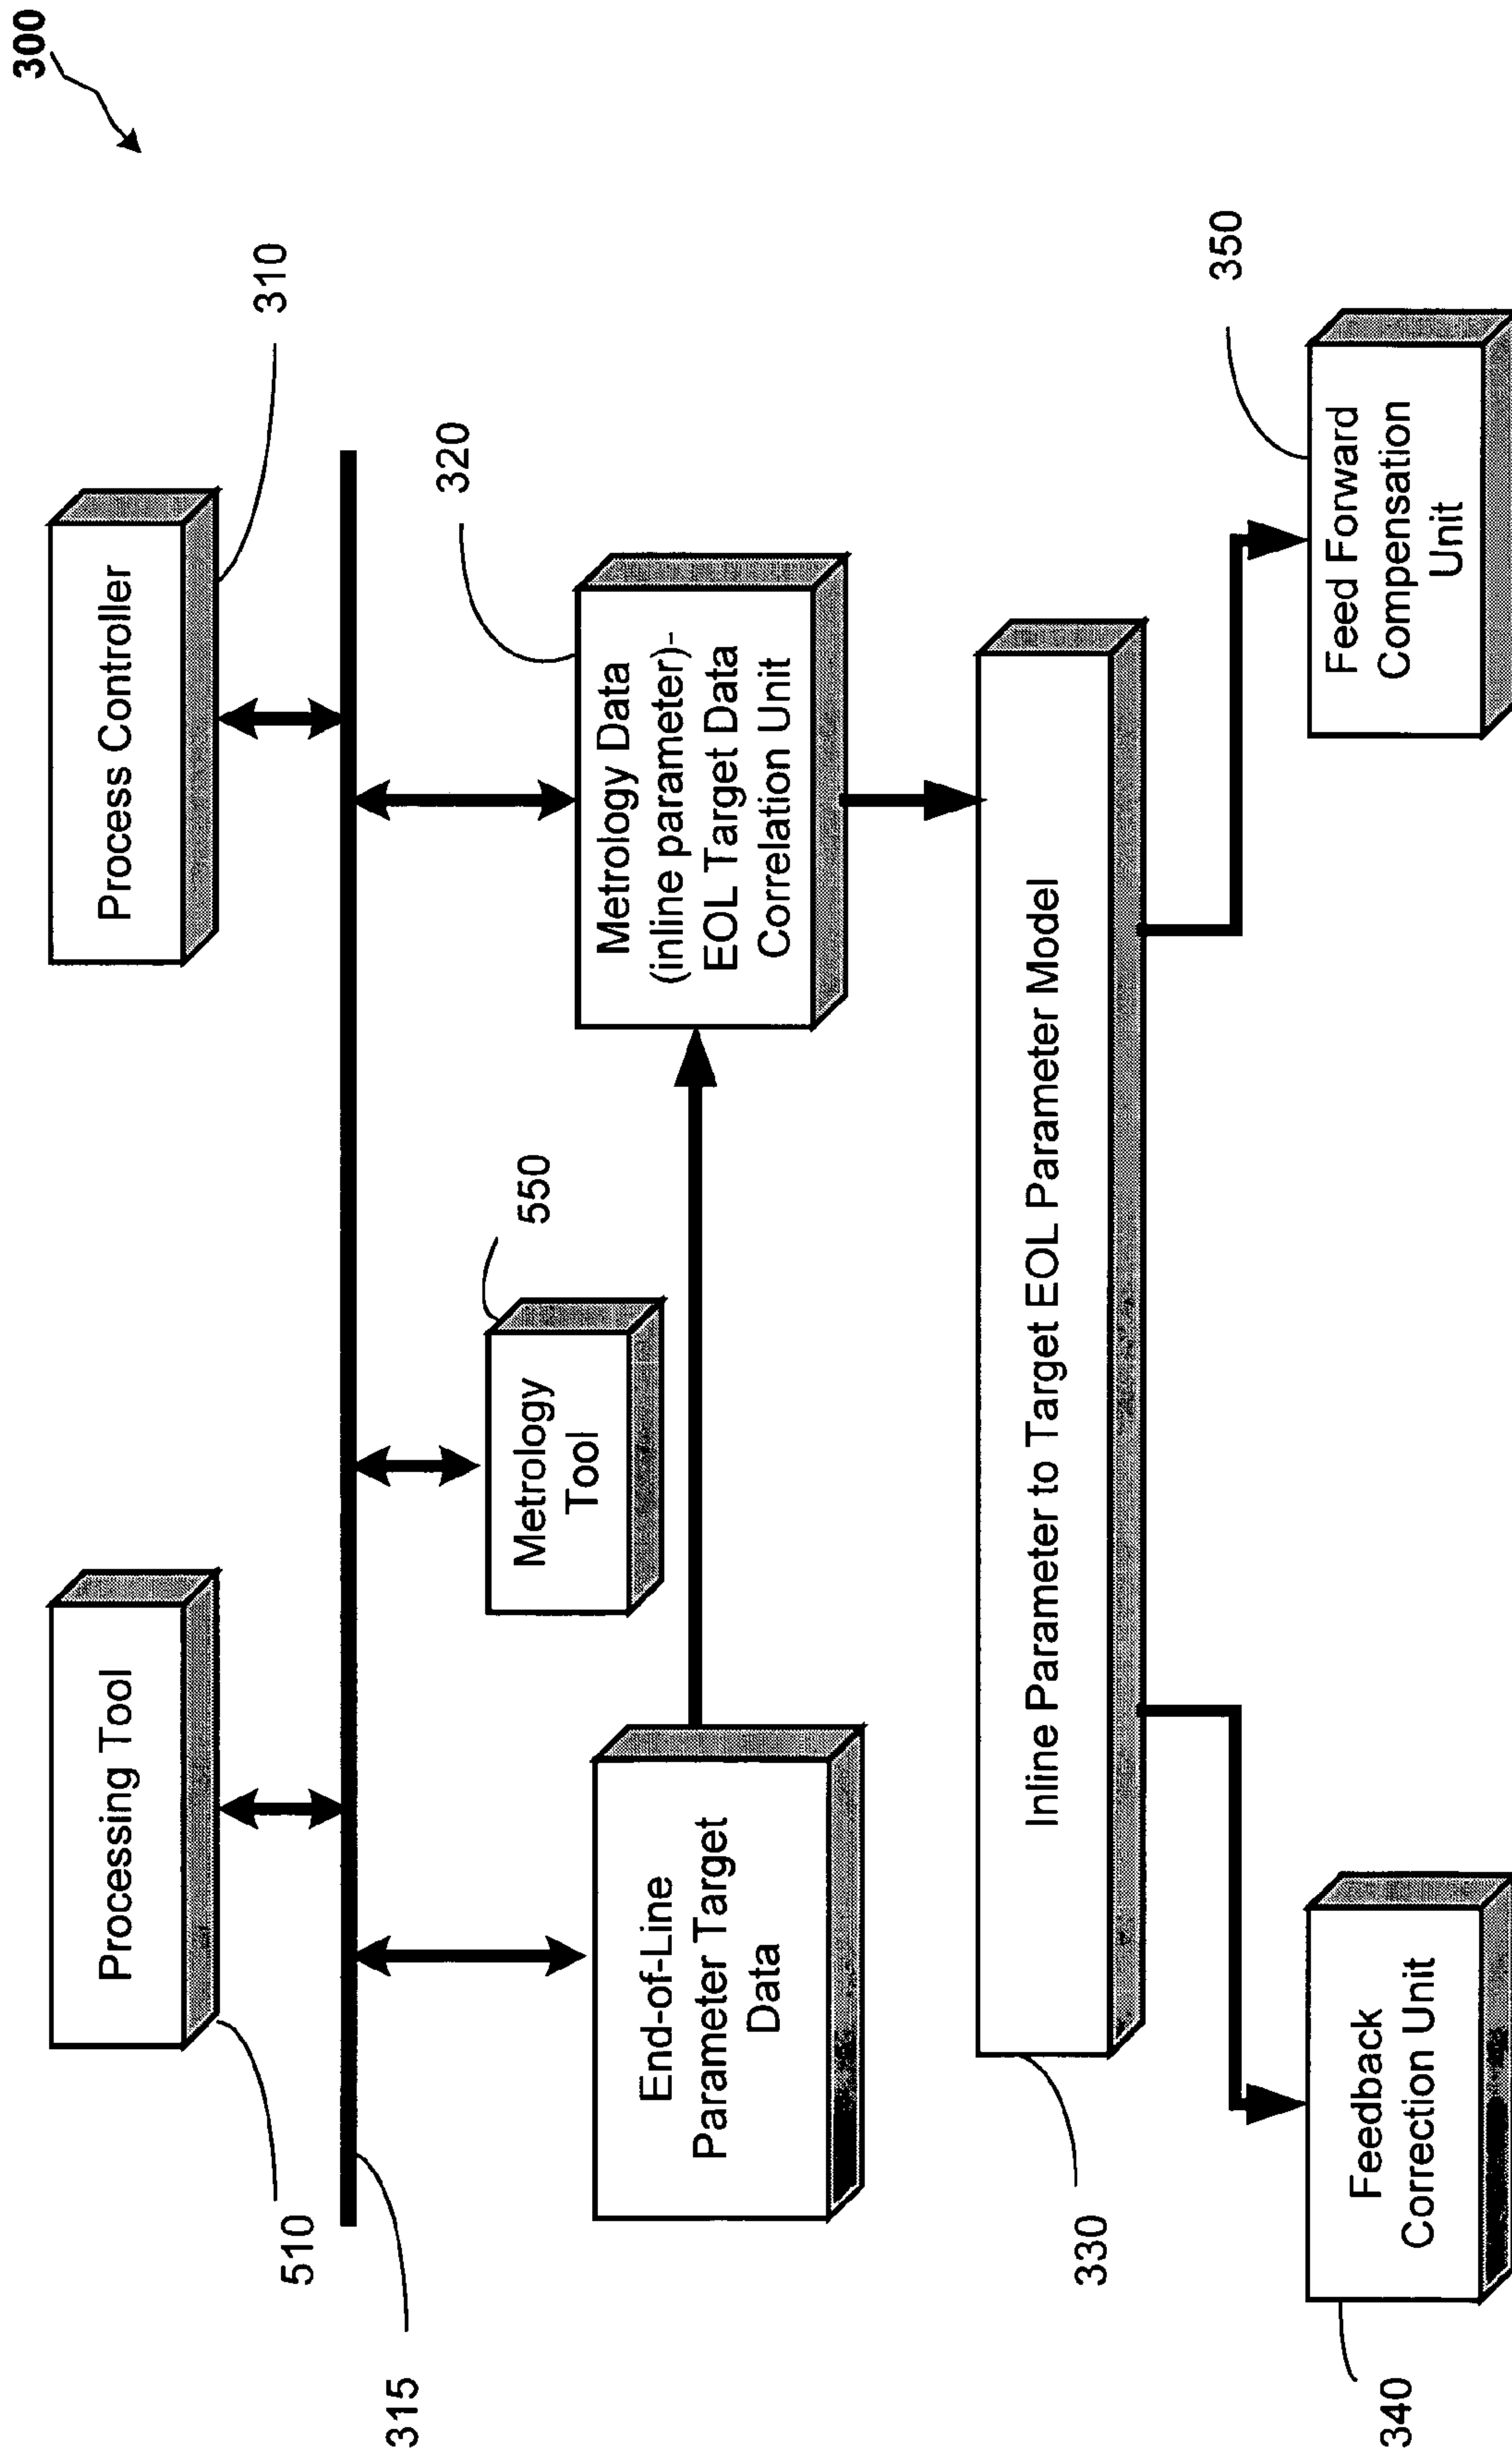 300
Processing Tool
510
Process Controller
310
315
End-of-Line
Parameter Target
Data
Metrology
Tool
550
Metrology Data
(inline parameter)-
EOL Target Data
Correlation Unit
320
Inline Parameter to Target EOL Parameter Model
330
Feedback
Correction Unit
340
Feed Forward
Compensation
Unit
350